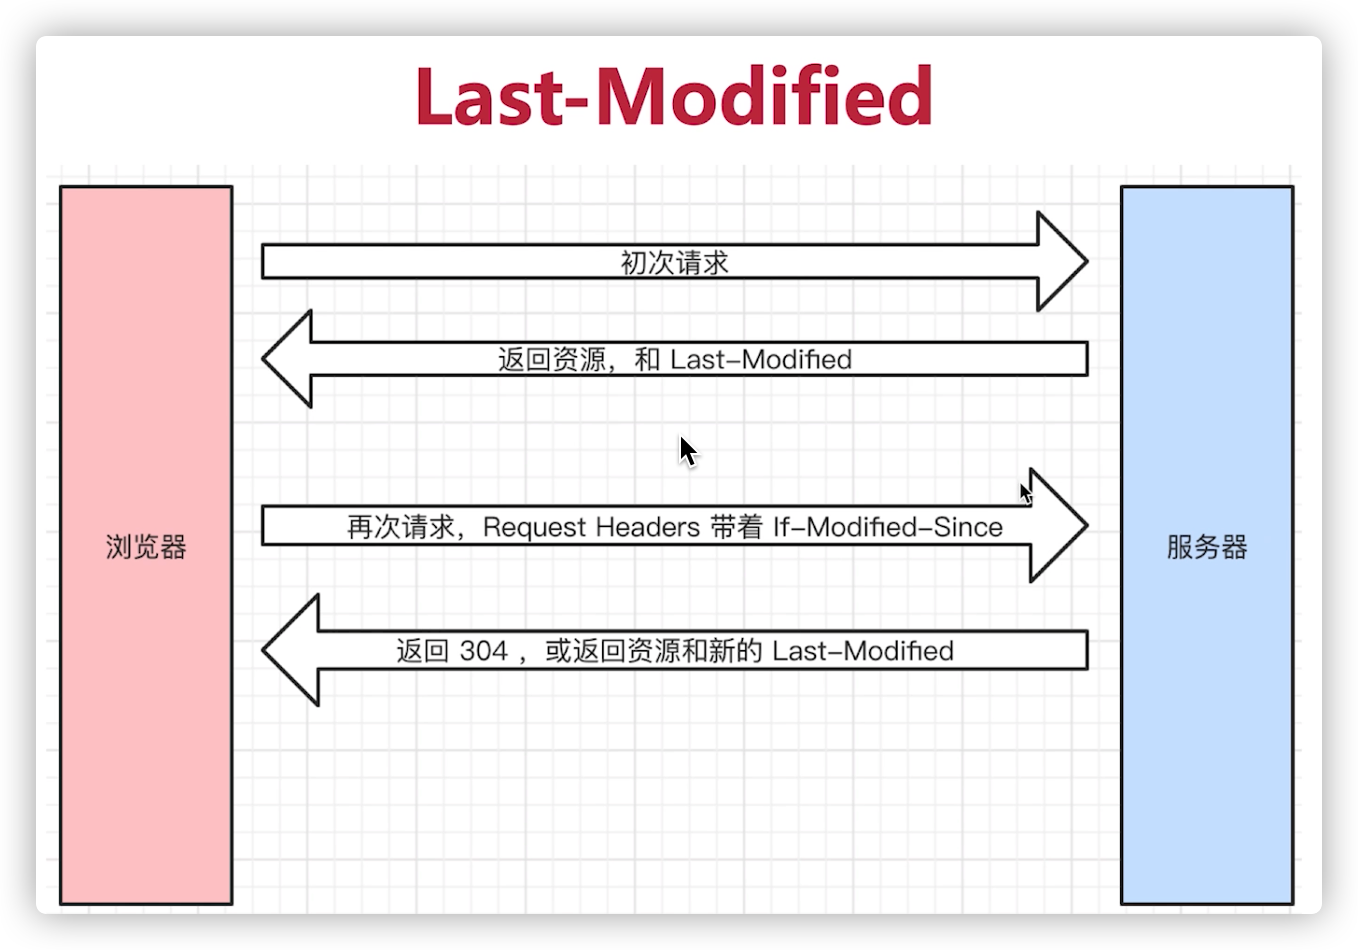 Last-Modified
初次请求
返回资源，和 Last-Modified
再次请求，Request Headers 带着 If-Modified-Since
浏览器
服务器
返回 304 ，或返回资源和新的 Last-Modified